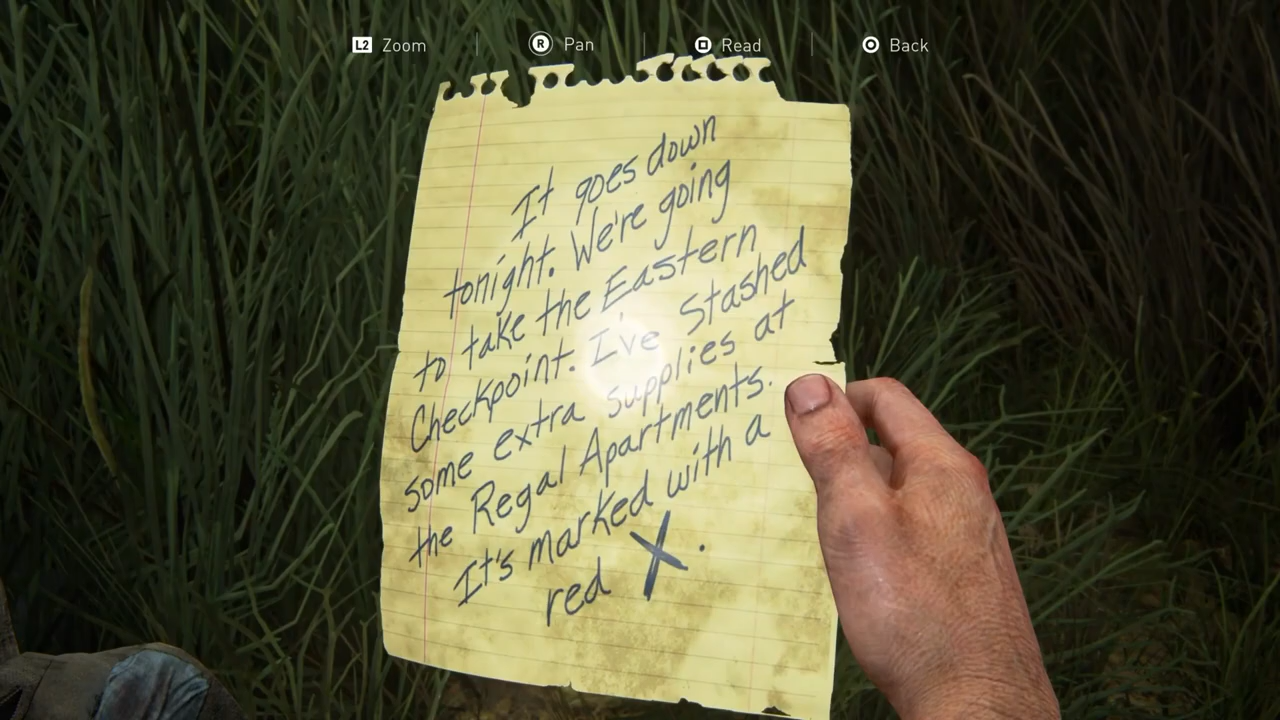 L2 Zoom R Pan Read Back
It goes down
tonight. We're going
to take the Eastern
Checkpoint. I've Stashed
some extra supplies at
the Regal Apartments.
It's marked with a
red X.